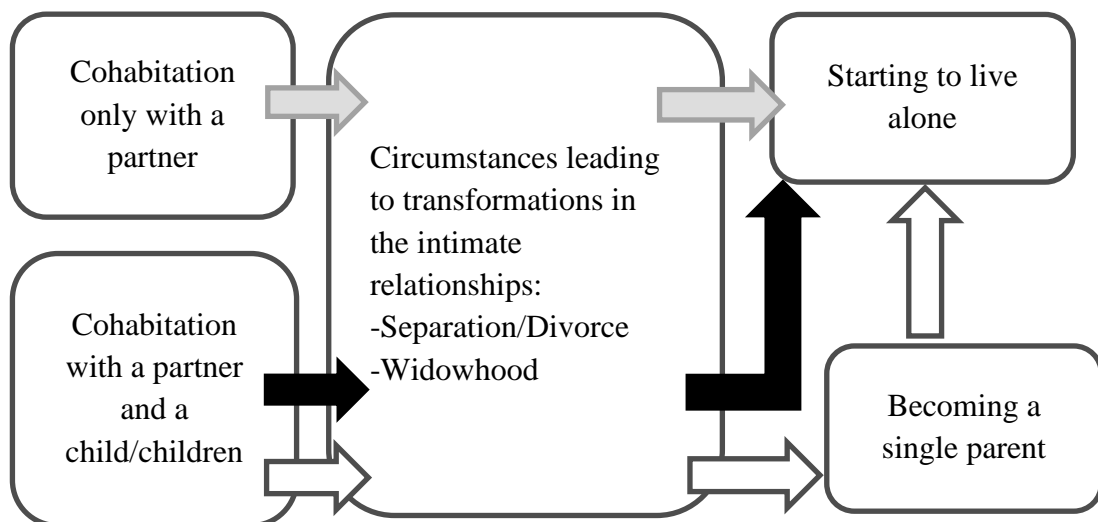 Cohabitation
only with a
partner
Cohabitation
with a partner
and a
child/children
Circumstances leading
to transformations in
the intimate
relationships:
-Separation/Divorce
-Widowhood
Starting to live
alone
Becoming a
single parent